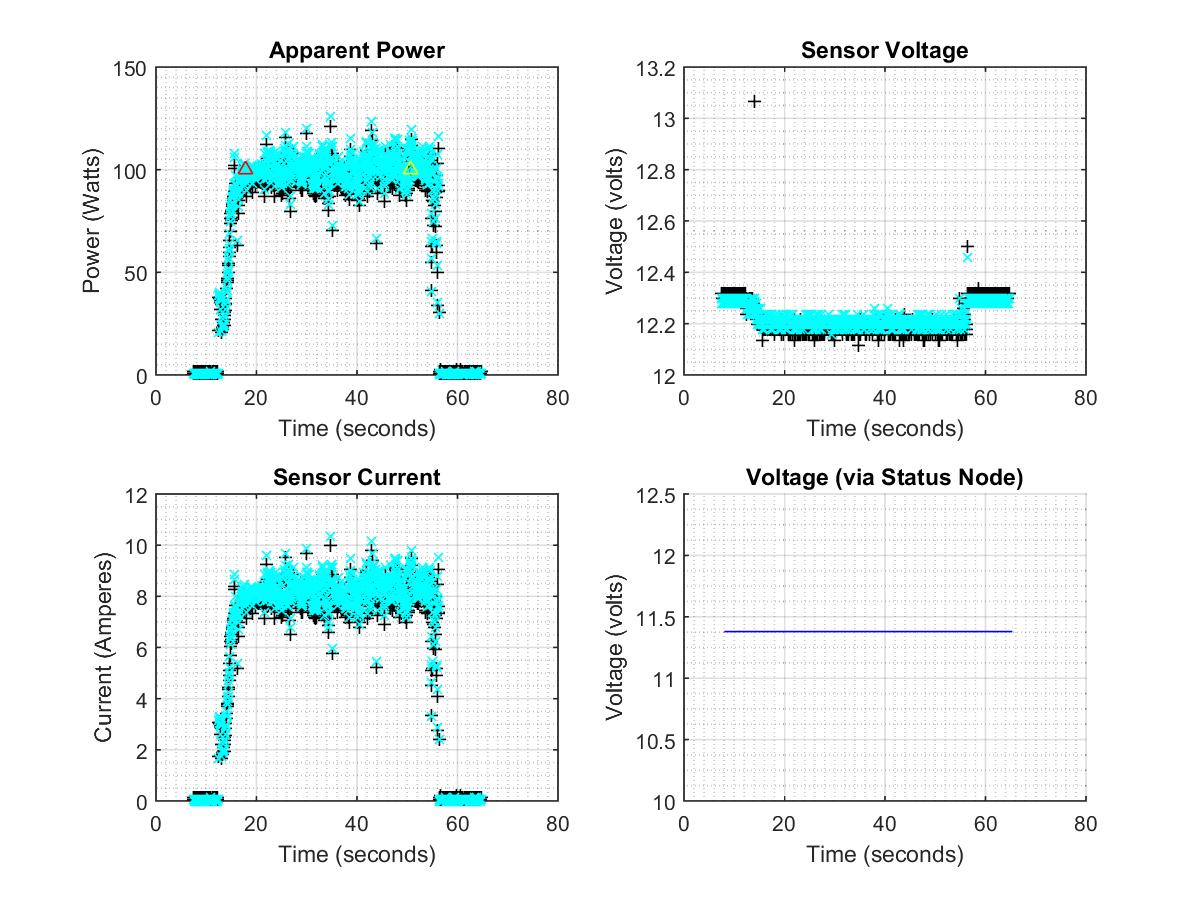 Apparent Power
150
100
50
0
0 20 40 60 80
Power (Watts)
Time (seconds)
Sensor Voltage
13.2
13
12.8
12.6
12.4
12.2
12
0 20 40 60 80
Voltage (volts)
Time (seconds)
Sensor Current
12
10
8
6
4
2
0
0 20 40 60 80
Current (Amperes)
Time (seconds)
Voltage (via Status Node)
12.5
12
11.5
11
10.5
10
0 20 40 60 80
Voltage (volts)
Time (seconds)